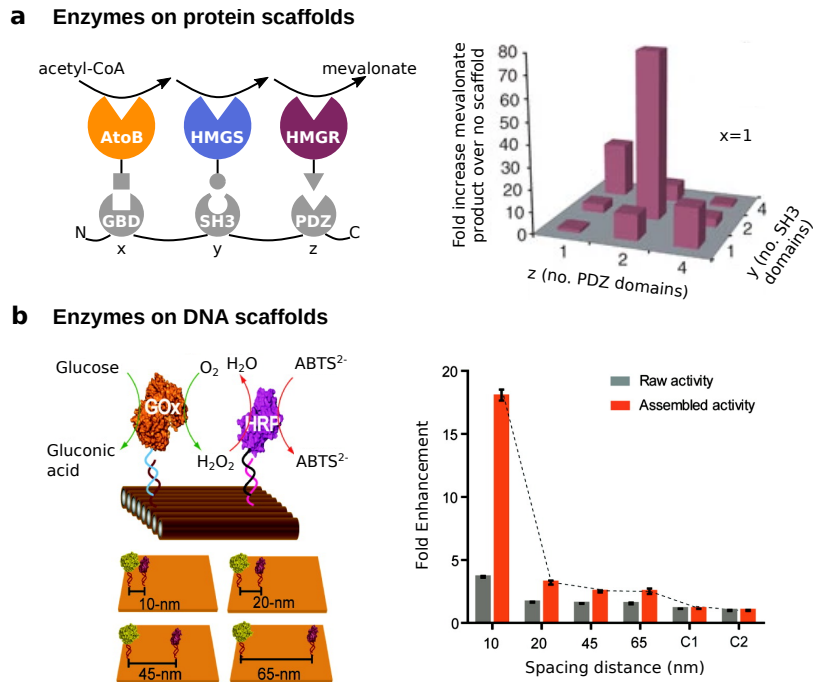 a Enzymes on protein scaffolds
acetyl-CoA
mevalonate
AtoB
HMGS
HMGR
GBD
SH3
PDZ
N
C
x
y
z
Fold increase mevalonate
product over no scaffold
80
70
60
50
40
30
20
10
0
x=1
1
2
4
z (no. PDZ domains)
1
2
4
y (no. SH3
domains)
b Enzymes on DNA scaffolds
Glucose
O₂
H₂O
ABTS²⁻
GOx
HRP
Gluconic
acid
H₂O₂
ABTS²⁻
10-nm
20-nm
45-nm
65-nm
Fold Enhancement
20
15
10
5
0
Raw activity
Assembled activity
10
20
45
65
C1
C2
Spacing distance (nm)